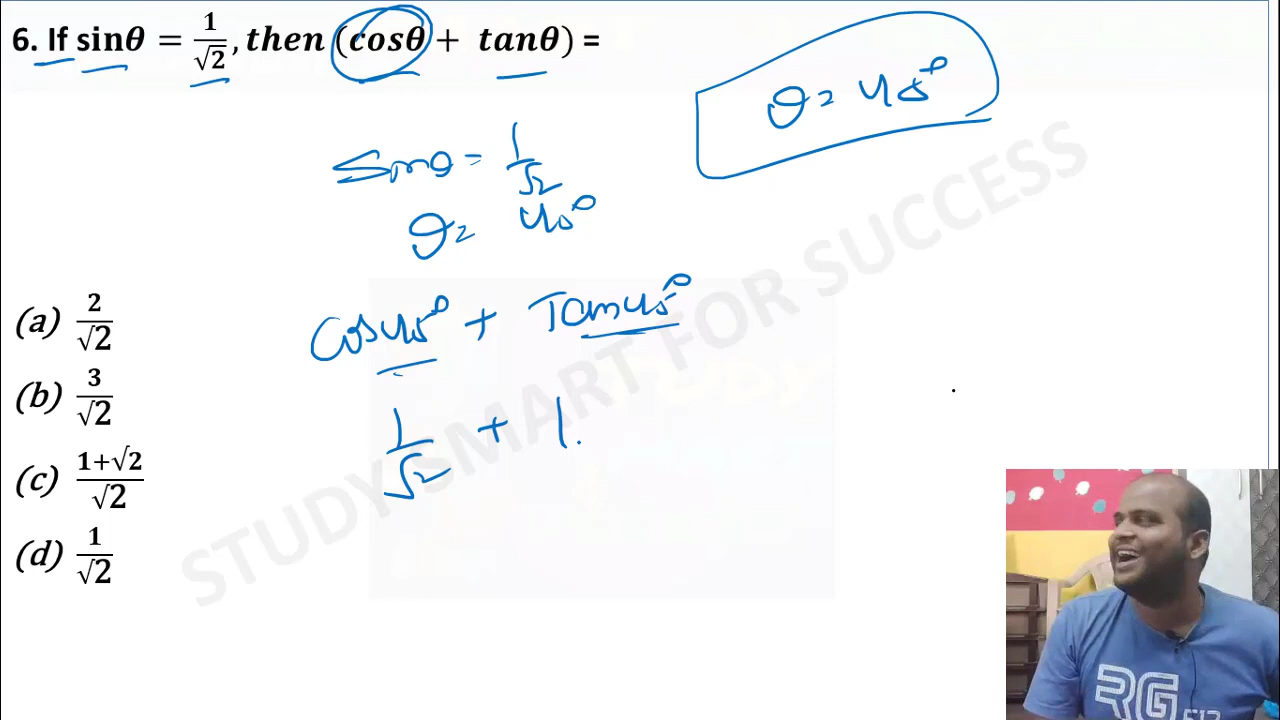 6. If sinθ = 1/√2, then (cosθ + tanθ) =
θ = 45°
Sinθ = 1/√2
θ = 45°
Cos45° + Tan45°
1/√2 + 1.
(a) 2/√2
(b) 3/√2
(c) 1+√2/√2
(d) 1/√2
STUDY SMART FOR SUCCESS
RG